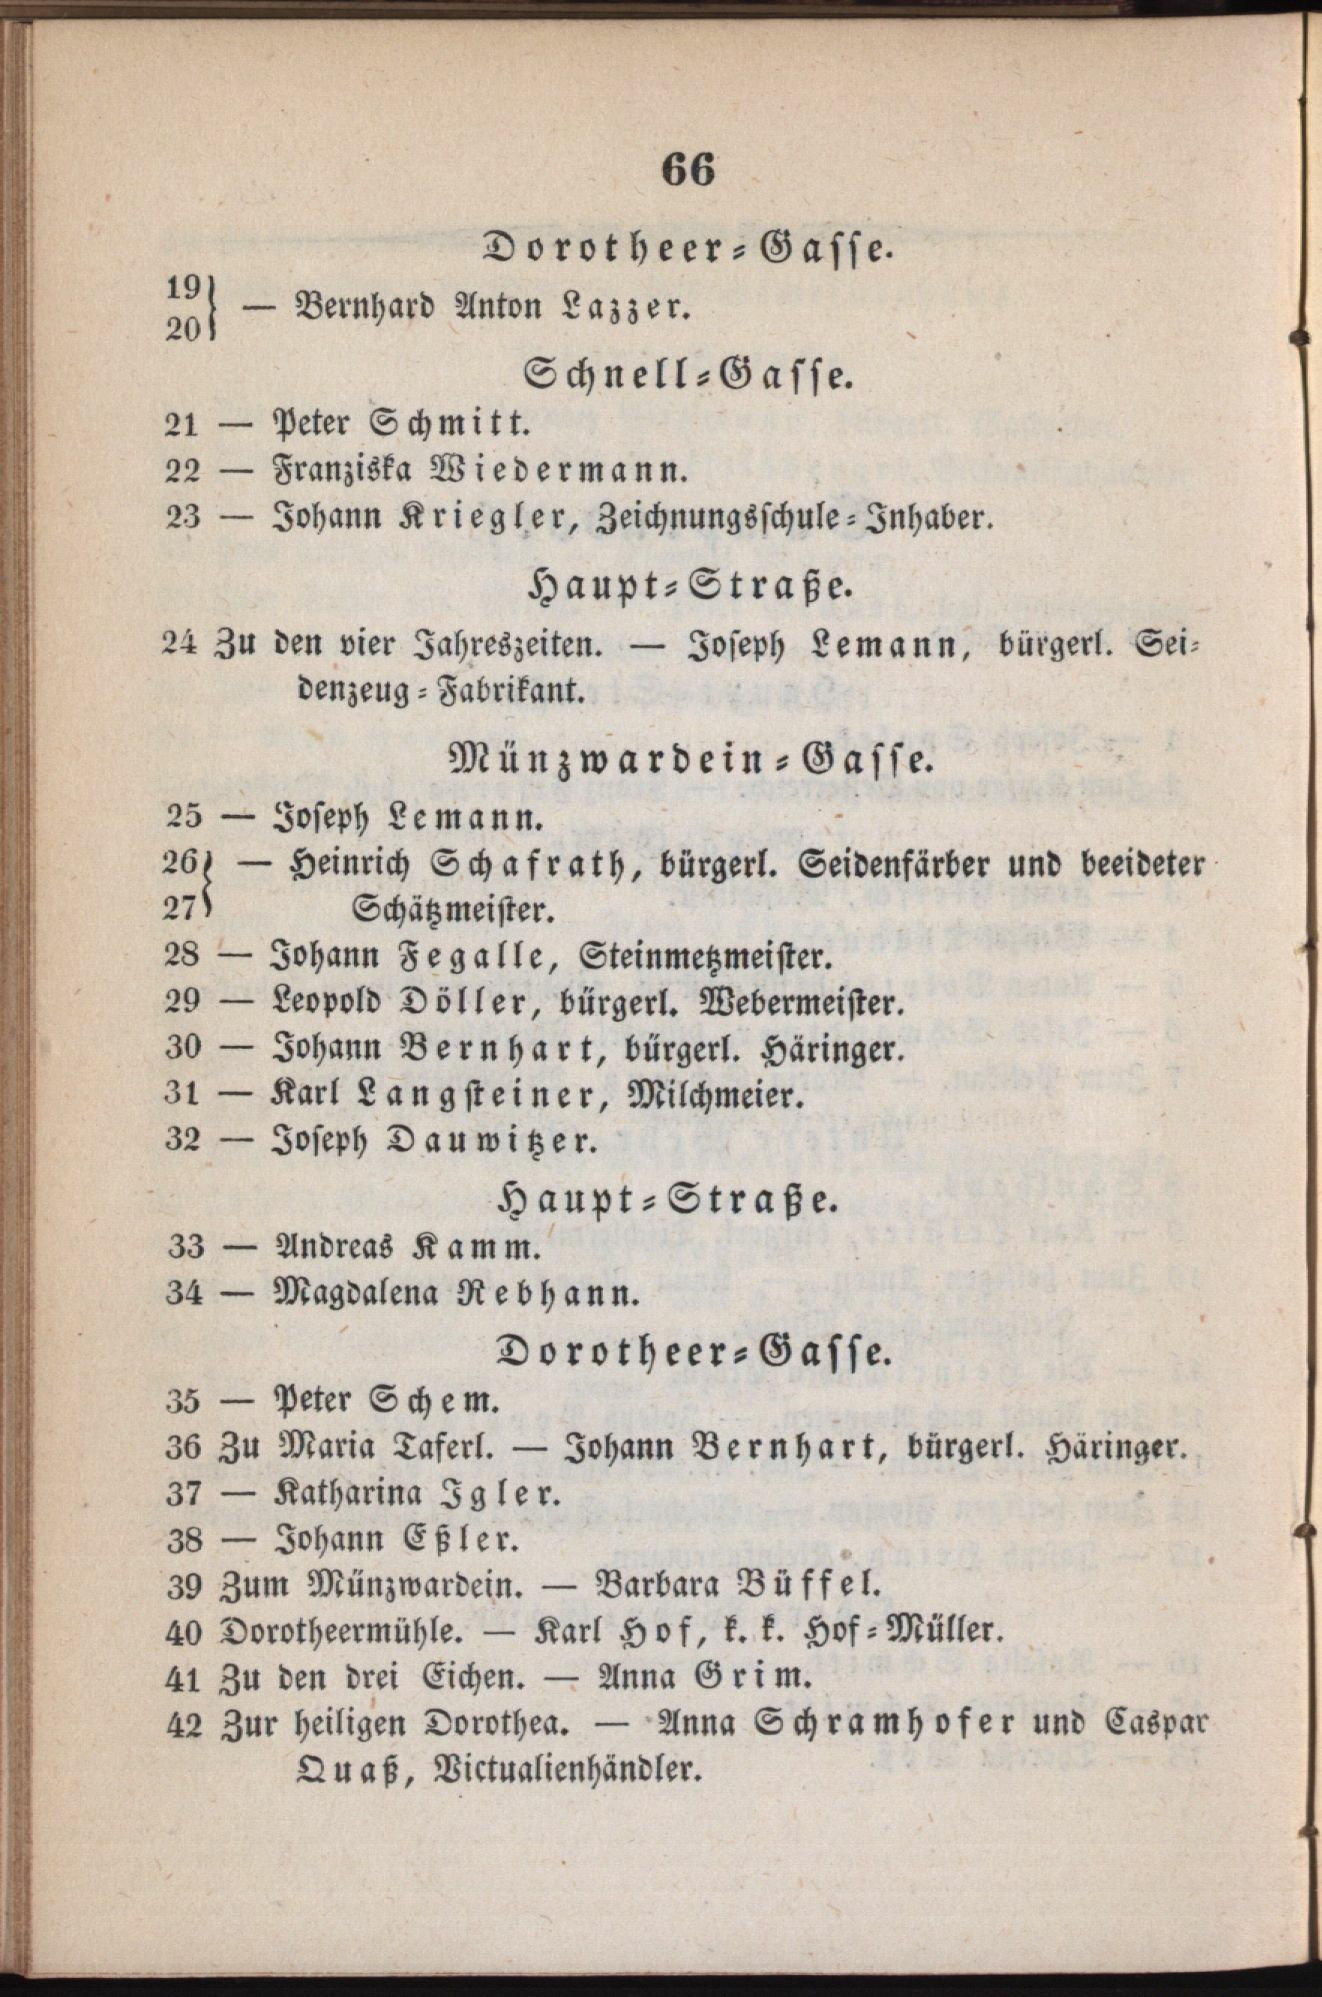 66
Dorotheer-Gasse.
19
20} — Bernhard Anton Lazzer.
Schnell-Gasse.
21 — Peter Schmitt.
22 — Franziska Wiedermann.
23 — Johann Kriegler, Zeichnungsschule-Inhaber.
Haupt-Straße.
24 Zu den vier Jahreszeiten. — Joseph Lemann, bürgerl. Sei-
denzeug-Fabrikant.
Münzwardein-Gasse.
25 — Joseph Lemann.
26} — Heinrich Schafrath, bürgerl. Seidenfärber und beeideter
27 Schätzmeister.
28 — Johann Fegalle, Steinmetzmeister.
29 — Leopold Döller, bürgerl. Webermeister.
30 — Johann Bernhart, bürgerl. Häringer.
31 — Karl Langsteiner, Milchmeier.
32 — Joseph Dauwitzer.
Haupt-Straße.
33 — Andreas Kamm.
34 — Magdalena Rebhann.
Dorotheer-Gasse.
35 — Peter Schem.
36 Zu Maria Taferl. — Johann Bernhart, bürgerl. Häringer.
37 — Katharina Igler.
38 — Johann Eßler.
39 Zum Münzwardein. — Barbara Büffel.
40 Dorotheermühle. — Karl Hof, k. k. Hof-Müller.
41 Zu den drei Eichen. — Anna Grim.
42 Zur heiligen Dorothea. — Anna Schramhofer und Caspar
Quaß, Victualienhändler.